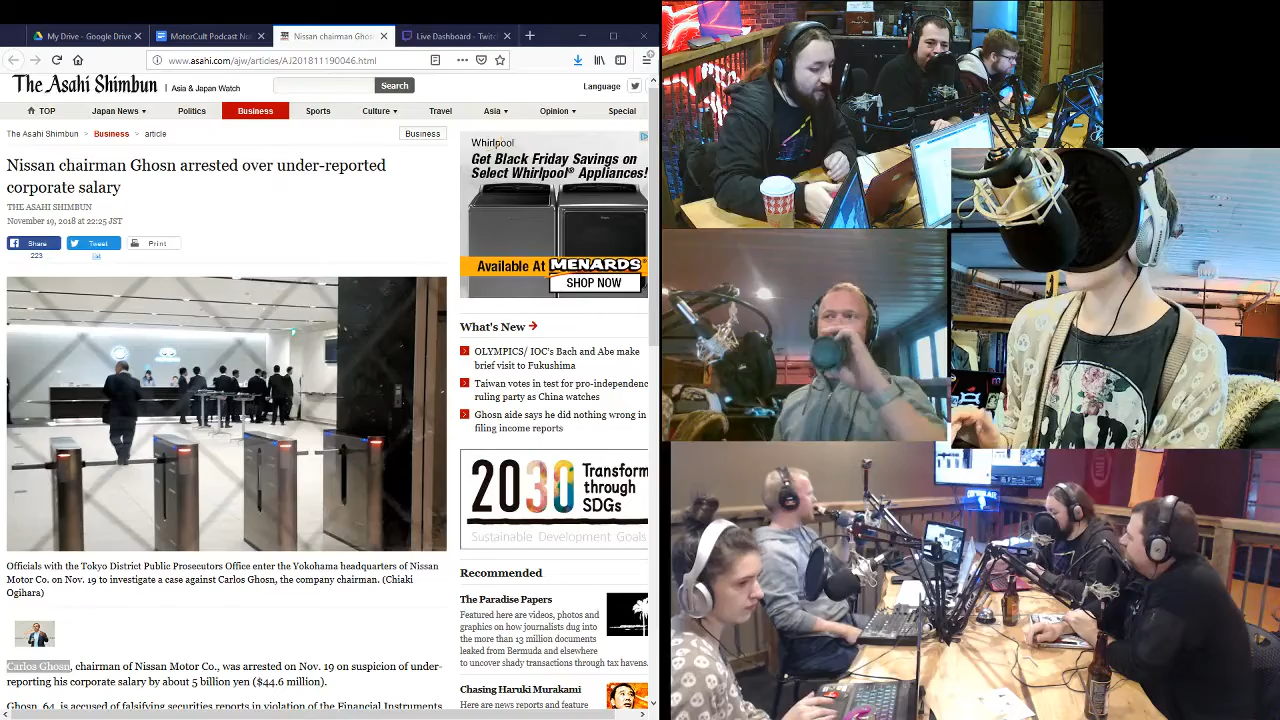 My Drive - Google Drive
MotorCult Podcast No
Nissan chairman Ghosn
Live Dashboard - Twitc
www.asahi.com/ajw/articles/AJ201811190046.html
The Asahi Shimbun | Asia & Japan Watch
Search
Language
TOP
Japan News
Politics
Business
Sports
Culture
Travel
Asia
Opinion
Special
The Asahi Shimbun > Business > article
Business
Nissan chairman Ghosn arrested over under-reported
corporate salary
THE ASAHI SHIMBUN
November 19, 2018 at 22:25 JST
Share
Tweet
Print
223
Officials with the Tokyo District Public Prosecutors Office enter the Yokohama headquarters of Nissan
Motor Co. on Nov. 19 to investigate a case against Carlos Ghosn, the company chairman. (Chiaki
Ogihara)
Carlos Ghosn, chairman of Nissan Motor Co., was arrested on Nov. 19 on suspicion of under-
reporting his corporate salary by about 5 billion yen ($44.6 million).
Whirlpool
Get Black Friday Savings on
Select Whirlpool® Appliances!
Available At MENARDS®
SHOP NOW
What's New
OLYMPICS/ IOC's Bach and Abe make
brief visit to Fukushima
Taiwan votes in test for pro-independenc
ruling party as China watches
Ghosn aide says he did nothing wrong in
filing income reports
2030 Transform
through
SDGs
Sustainable Development Goals
Recommended
The Paradise Papers
Featured here are videos, photos and
graphics on how journalists dug into
the more than 13 million documents
leaked from Bermuda and elsewhere
to uncover shady transactions through tax havens.
Chasing Haruki Murakami
Here are news reports and feature